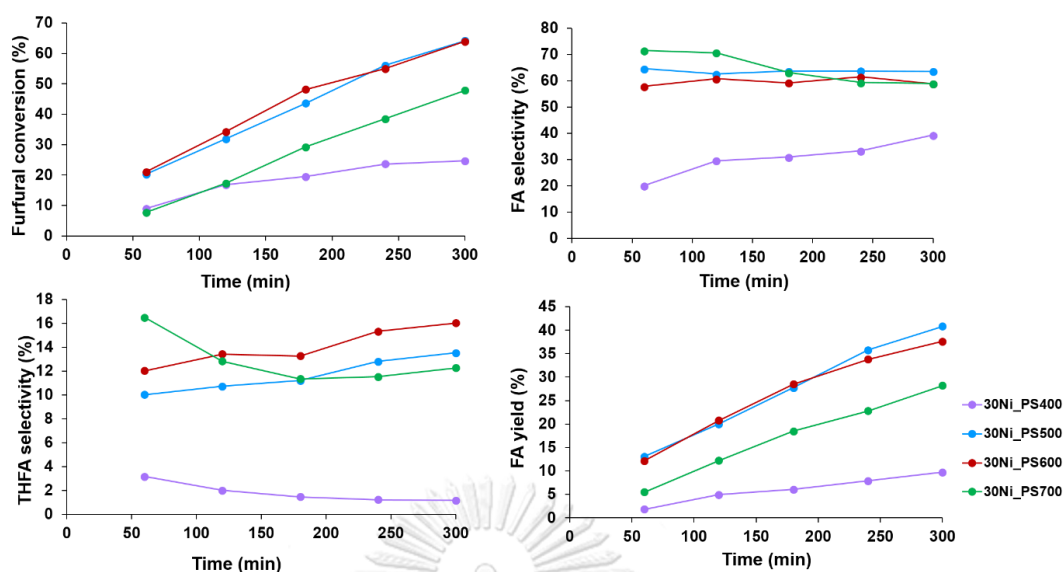 Furfural conversion (%)
70
60
50
40
30
20
10
0
0 50 100 150 200 250 300
Time (min)
FA selectivity (%)
80
70
60
50
40
30
20
10
0
0 50 100 150 200 250 300
Time (min)
THFA selectivity (%)
18
16
14
12
10
8
6
4
2
0
0 50 100 150 200 250 300
Time (min)
FA yield (%)
45
40
35
30
25
20
15
10
5
0
0 50 100 150 200 250 300
Time (min)
30Ni_PS400
30Ni_PS500
30Ni_PS600
30Ni_PS700